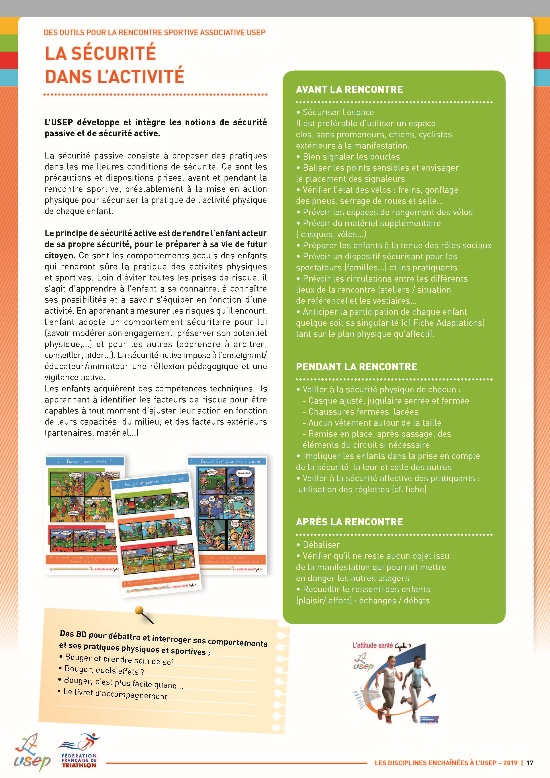 DES OUTILS POUR LA RENCONTRE SPORTIVE ASSOCIATIVE USEP
LA SÉCURITÉ
DANS L'ACTIVITÉ
L'USEP développe et intègre les notions de sécurité
passive et de sécurité active.
La sécurité passive consiste à proposer des pratiques
dans les meilleures conditions de sécurité. Ce sont les
précautions et dispositions prises, avant et pendant la
rencontre sportive, préalablement à la mise en action
physique pour sécuriser la pratique de l'activité physique
de chaque enfant.
Le principe de sécurité active est de rendre l'enfant acteur
de sa propre sécurité, pour le préparer à sa vie de futur
citoyen. Ce sont les comportements acquis des enfants
qui rendront sûre la pratique des activités physiques
et sportives. Loin d'éviter toutes les prises de risque, il
s'agit d'apprendre à l'enfant à se connaître, à connaître
ses possibilités et à savoir s'équiper en fonction d'une
activité. En apprenant à mesurer les risques qu'il encourt,
l'enfant adopte un comportement sécuritaire pour lui
(savoir modérer son engagement, préserver son potentiel
physique,...) et pour les autres (apprendre à arbitrer,
conseiller, aider...). La sécurité active impose à l'enseignant/
éducateur/animateur une réflexion pédagogique et une
vigilance active.
Les enfants acquièrent des compétences techniques. Ils
apprennent à identifier les facteurs de risque pour être
capables à tout moment d'ajuster leur action en fonction
de leurs capacités, du milieu, et des facteurs extérieurs
(partenaires, matériel...)
Des BD pour débattre et interroger ses comportements
et ses pratiques physiques et sportives :
• Bouger et prendre soin de soi
• Bouger, quels effets ?
• Bouger, c'est plus facile quand...
• Le livret d'accompagnement
AVANT LA RENCONTRE
• Sécuriser l'espace
Il est préférable d'utiliser un espace
clos, sans promeneurs, chiens, cyclistes
extérieurs à la manifestation.
• Bien signaler les boucles
• Baliser les points sensibles et envisager
le placement des signaleurs
• Vérifier l'état des vélos : freins, gonflage
des pneus, serrage de roues et selle...
• Prévoir les espaces de rangement des vélos
• Prévoir du matériel supplémentaire
( casques, vélos...)
• Préparer les enfants à la tenue des rôles sociaux
• Prévoir un dispositif sécurisant pour les
spectateurs (familles...) et les pratiquants
• Prévoir les circulations entre les différents
lieux de la rencontre (ateliers / situation
de référence) et les vestiaires...
• Anticiper la participation de chaque enfant
quelque soit sa singularité (cf Fiche Adaptations)
tant sur le plan physique qu'affectif.
PENDANT LA RENCONTRE
• Veiller à la sécurité physique de chacun :
- Casque ajusté, jugulaire serrée et fermée
- Chaussures fermées, lacées
- Aucun vêtement autour de la taille
- Remise en place, après passage, des
éléments du circuit si nécessaire
• Impliquer les enfants dans la prise en compte
de la sécurité, la leur et celle des autres
• Veiller à la sécurité affective des pratiquants :
utilisation des réglettes (cf. fiche)
APRÈS LA RENCONTRE
• Débaliser
• Vérifier qu'il ne reste aucun objet issu
de la manifestation qui pourrait mettre
en danger les autres usagers
• Recueillir le ressenti des enfants
(plaisir/ effort) : échanges / débats
L'attitude santé Cycle 3
usep
usep
FÉDÉRATION
FRANÇAISE DE
TRIATHLON
LES DISCIPLINES ENCHAÎNÉES À L'USEP – 2019 | 17